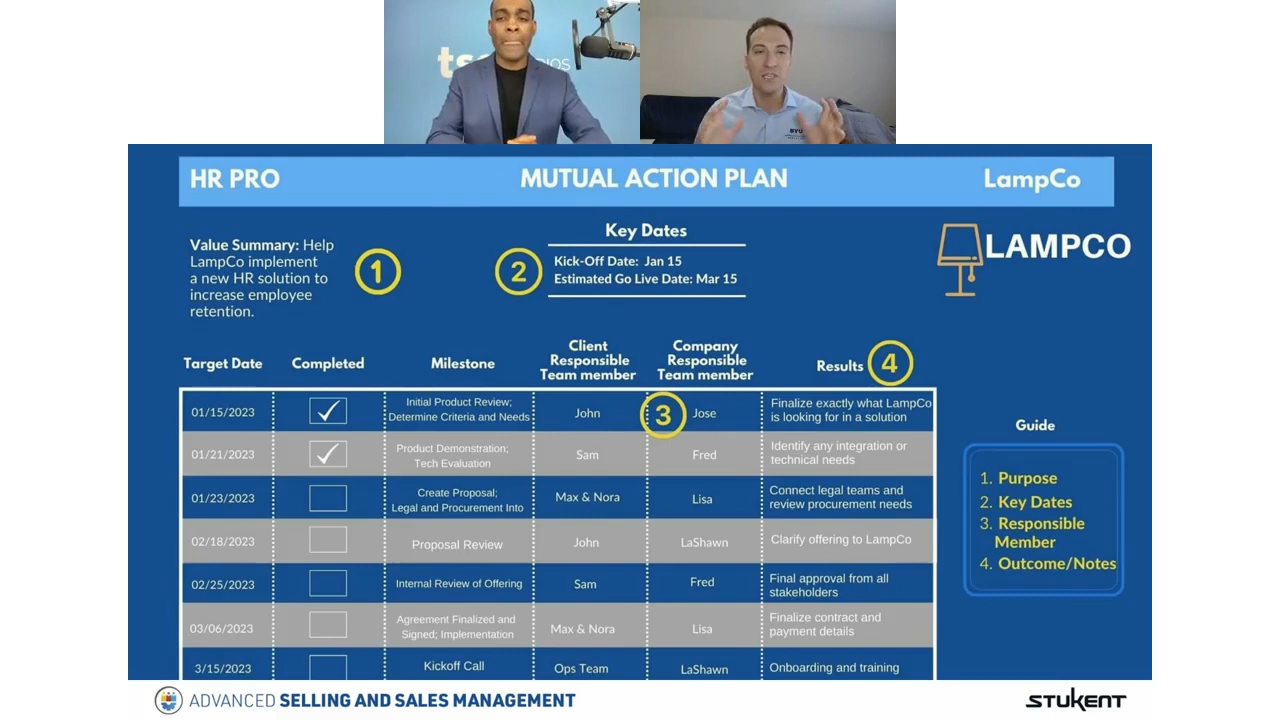 BYU
HR PRO
MUTUAL ACTION PLAN
LampCo
Value Summary: Help
LampCo implement
a new HR solution to
increase employee
retention.
1
2
Key Dates
Kick-Off Date: Jan 15
Estimated Go Live Date: Mar 15
LAMPCO
Target Date
Completed
Milestone
Client
Responsible
Team member
Company
Responsible
Team member
Results
4
01/15/2023
Initial Product Review;
Determine Criteria and Needs
John
3
Jose
Finalize exactly what LampCo
is looking for in a solution
01/21/2023
Product Demonstration;
Tech Evaluation
Sam
Fred
Identify any integration or
technical needs
01/23/2023
Create Proposal;
Legal and Procurement Into
Max & Nora
Lisa
Connect legal teams and
review procurement needs
02/18/2023
Proposal Review
John
LaShawn
Clarify offering to LampCo
02/25/2023
Internal Review of Offering
Sam
Fred
Final approval from all
stakeholders
03/06/2023
Agreement Finalized and
Signed; Implementation
Max & Nora
Lisa
Finalize contract and
payment details
3/15/2023
Kickoff Call
Ops Team
LaShawn
Onboarding and training
Guide
1. Purpose
2. Key Dates
3. Responsible
Member
4. Outcome/Notes
ADVANCED SELLING AND SALES MANAGEMENT
STUKENT